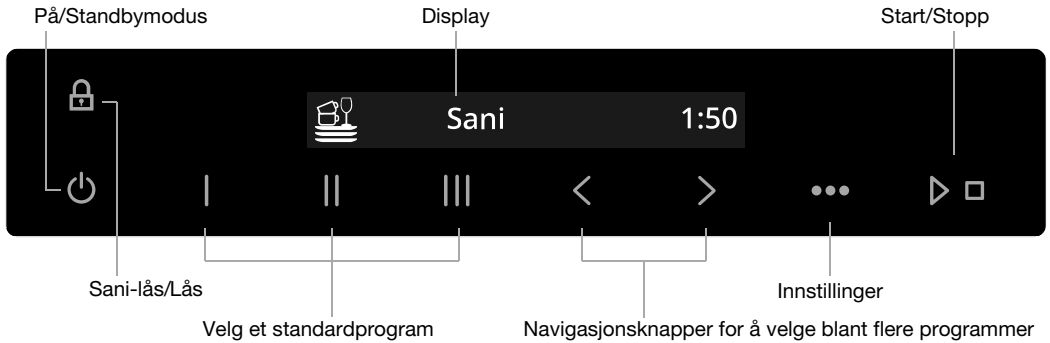 På/Standbymodus
Display
Start/Stopp
Sani
1:50
Sani-lås/Lås
Innstillinger
Velg et standardprogram
Navigasjonsknapper for å velge blant flere programmer